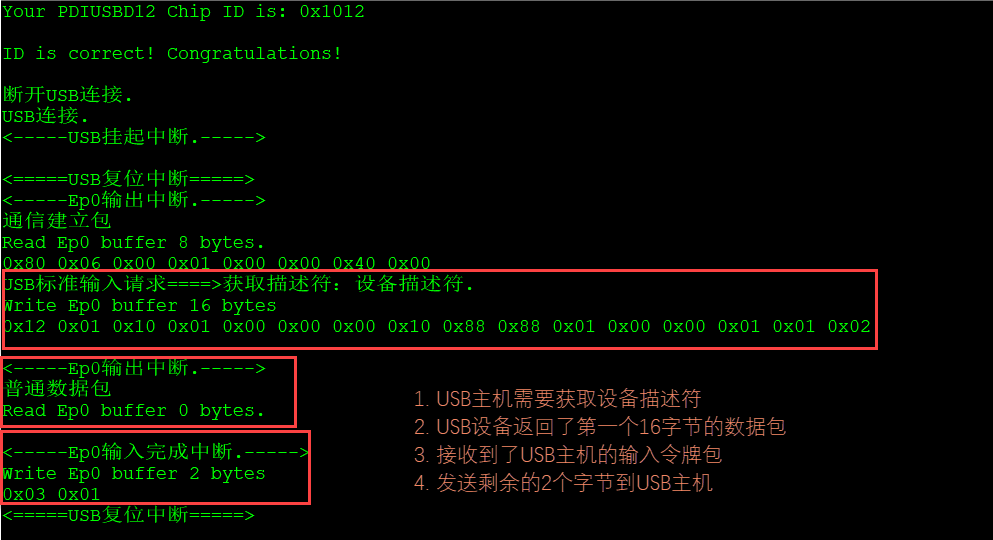 Your PDIUSBD12 Chip ID is: 0x1012
ID is correct! Congratulations!
断开USB连接.
USB连接.
<-----USB挂起中断.----->
<=====USB复位中断=====>
<-----Ep0输出中断.----->
通信建立包
Read Ep0 buffer 8 bytes.
0x80 0x06 0x00 0x01 0x00 0x00 0x40 0x00
USB标准输入请求====>获取描述符：设备描述符.
Write Ep0 buffer 16 bytes
0x12 0x01 0x10 0x01 0x00 0x00 0x00 0x10 0x88 0x88 0x01 0x00 0x00 0x01 0x01 0x02
<-----Ep0输出中断.----->
普通数据包
Read Ep0 buffer 0 bytes.
<-----Ep0输入完成中断.----->
Write Ep0 buffer 2 bytes
0x03 0x01
<=====USB复位中断=====>
1. USB主机需要获取设备描述符
2. USB设备返回了第一个16字节的数据包
3. 接收到了USB主机的输入令牌包
4. 发送剩余的2个字节到USB主机